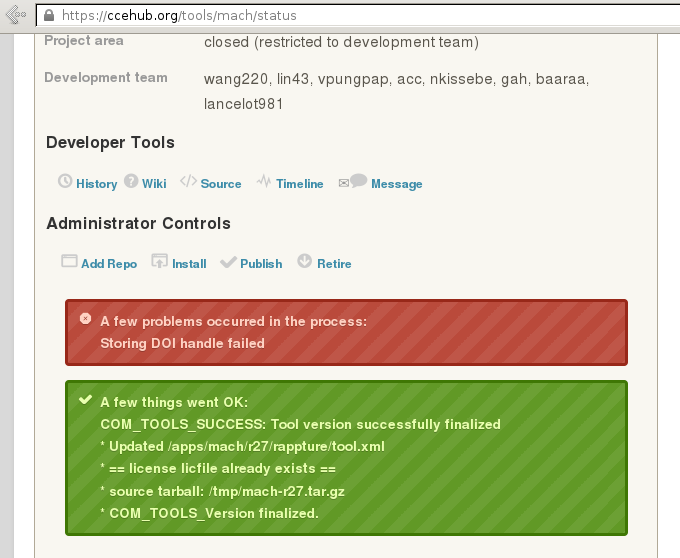 https://ccehub.org/tools/mach/status
Project area closed (restricted to development team)
Development team wang220, lin43, vpungpap, acc, nkissebe, gah, baaraa,
lancelot981
Developer Tools
History Wiki Source Timeline Message
Administrator Controls
Add Repo Install Publish Retire
A few problems occurred in the process:
Storing DOI handle failed
A few things went OK:
COM_TOOLS_SUCCESS: Tool version successfully finalized
* Updated /apps/mach/r27/rappture/tool.xml
* == license licfile already exists ==
* source tarball: /tmp/mach-r27.tar.gz
* COM_TOOLS_Version finalized.